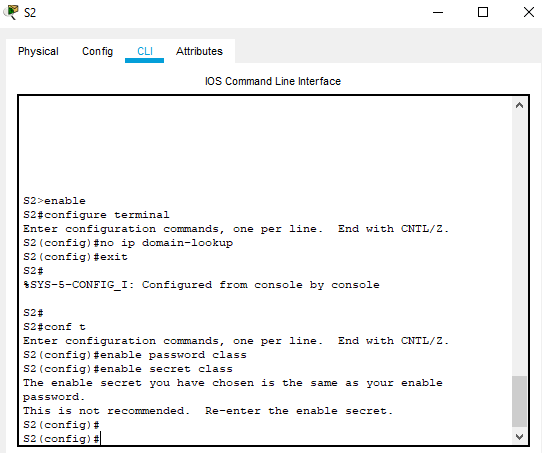 S2
Physical Config CLI Attributes
IOS Command Line Interface
S2>enable
S2#configure terminal
Enter configuration commands, one per line.  End with CNTL/Z.
S2(config)#no ip domain-lookup
S2(config)#exit
S2#
%SYS-5-CONFIG_I: Configured from console by console
S2#
S2#conf t
Enter configuration commands, one per line.  End with CNTL/Z.
S2(config)#enable password class
S2(config)#enable secret class
The enable secret you have chosen is the same as your enable
password.
This is not recommended.  Re-enter the enable secret.
S2(config)#
S2(config)#